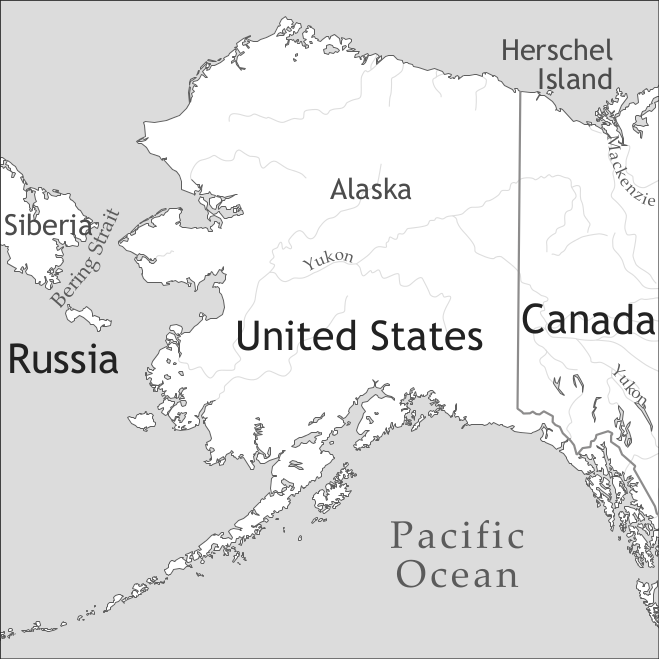 Herschel
Island
Mackenzie
Alaska
Siberia
Bering Strait
Yukon
United States
Canada
Russia
Yukon
Pacific
Ocean